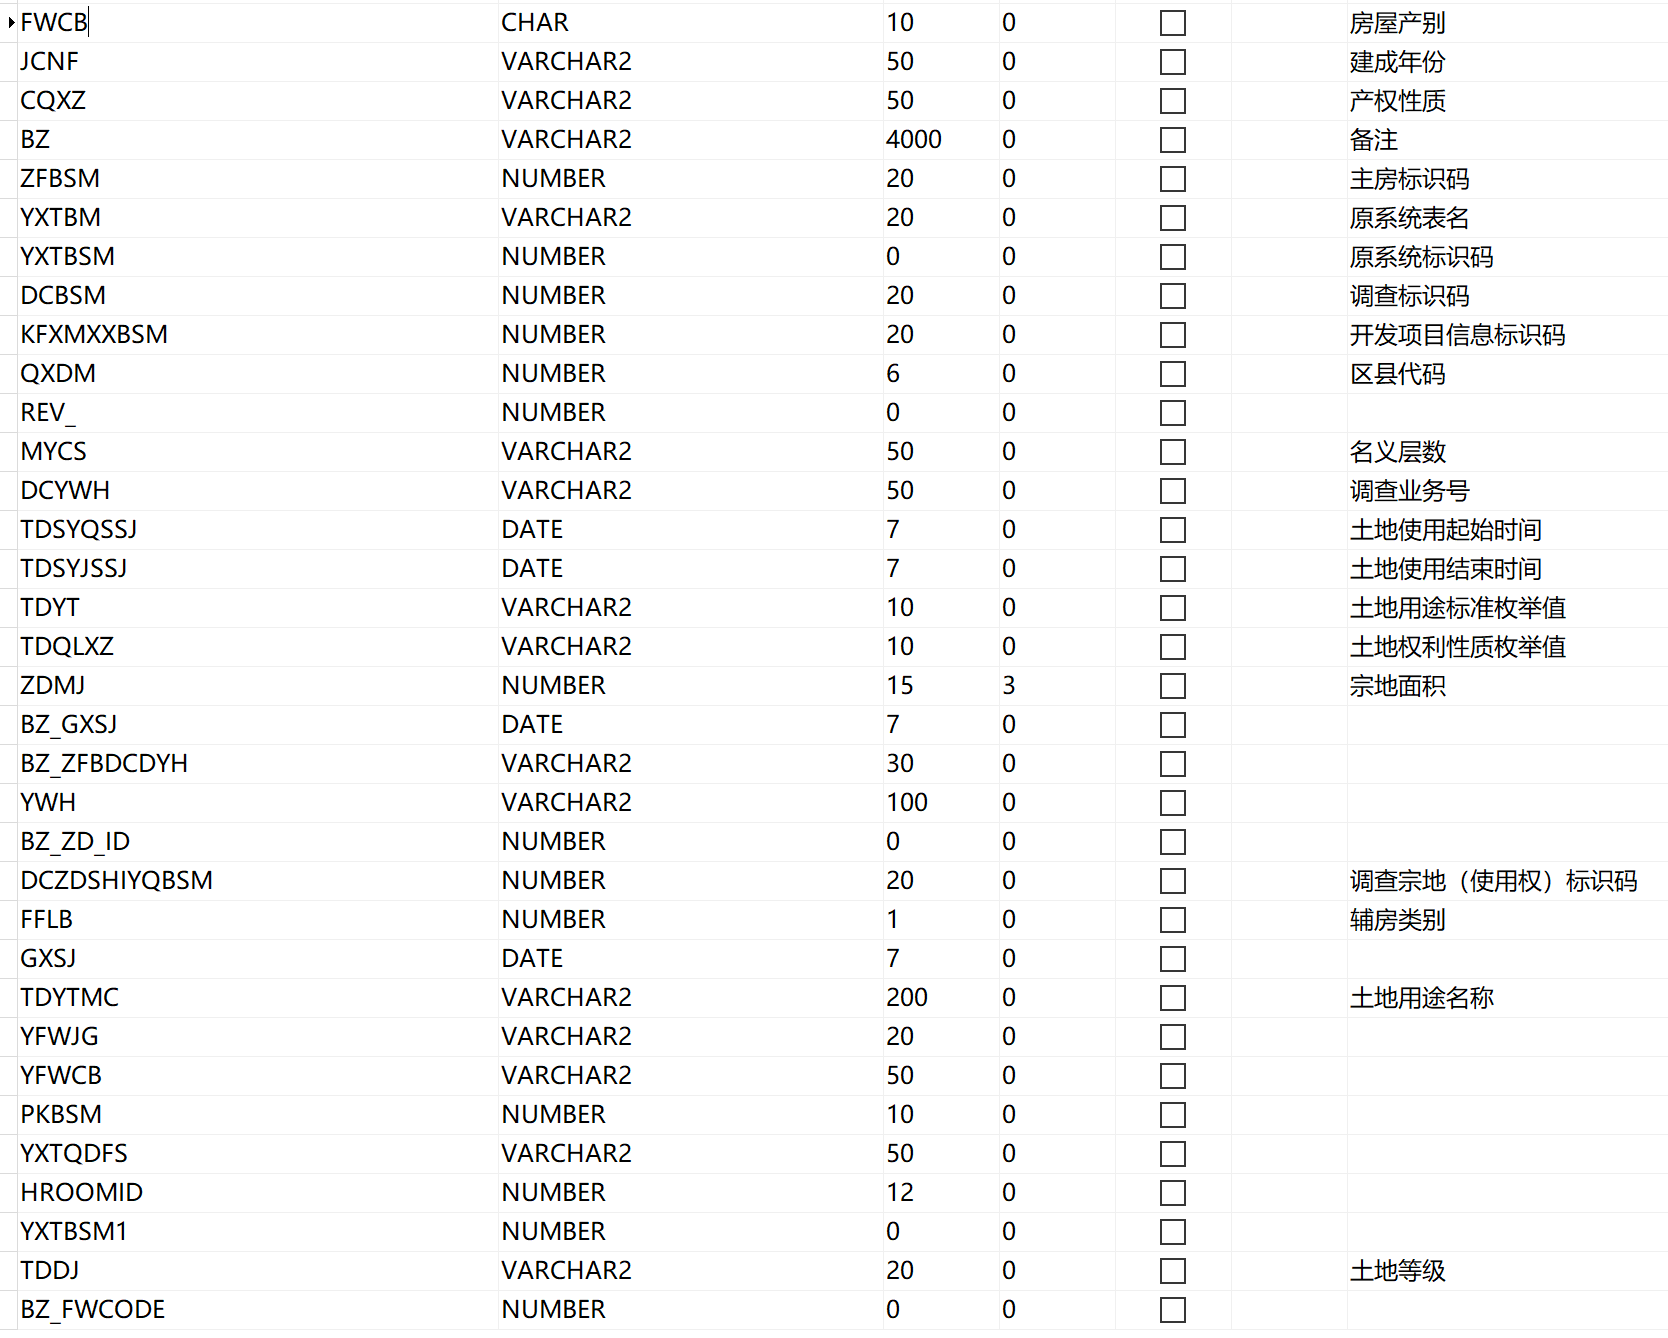 FWCB CHAR 10 0 房屋产别
JCNF VARCHAR2 50 0 建成年份
CQXZ VARCHAR2 50 0 产权性质
BZ VARCHAR2 4000 0 备注
ZFBSM NUMBER 20 0 主房标识码
YXTBM VARCHAR2 20 0 原系统表名
YXTBSM NUMBER 0 0 原系统标识码
DCBSM NUMBER 20 0 调查标识码
KFXMXXBSM NUMBER 20 0 开发项目信息标识码
QXDM NUMBER 6 0 区县代码
REV_ NUMBER 0 0
MYCS VARCHAR2 50 0 名义层数
DCYWH VARCHAR2 50 0 调查业务号
TDSYQSSJ DATE 7 0 土地使用起始时间
TDSYJSSJ DATE 7 0 土地使用结束时间
TDYT VARCHAR2 10 0 土地用途标准枚举值
TDQLXZ VARCHAR2 10 0 土地权利性质枚举值
ZDMJ NUMBER 15 3 宗地面积
BZ_GXSJ DATE 7 0
BZ_ZFBDCDYH VARCHAR2 30 0
YWH VARCHAR2 100 0
BZ_ZD_ID NUMBER 0 0
DCZDSHIYQBSM NUMBER 20 0 调查宗地（使用权）标识码
FFLB NUMBER 1 0 辅房类别
GXSJ DATE 7 0
TDYTMC VARCHAR2 200 0 土地用途名称
YFWJG VARCHAR2 20 0
YFWCB VARCHAR2 50 0
PKBSM NUMBER 10 0
YXTQDFS VARCHAR2 50 0
HROOMID NUMBER 12 0
YXTBSM1 NUMBER 0 0
TDDJ VARCHAR2 20 0 土地等级
BZ_FWCODE NUMBER 0 0